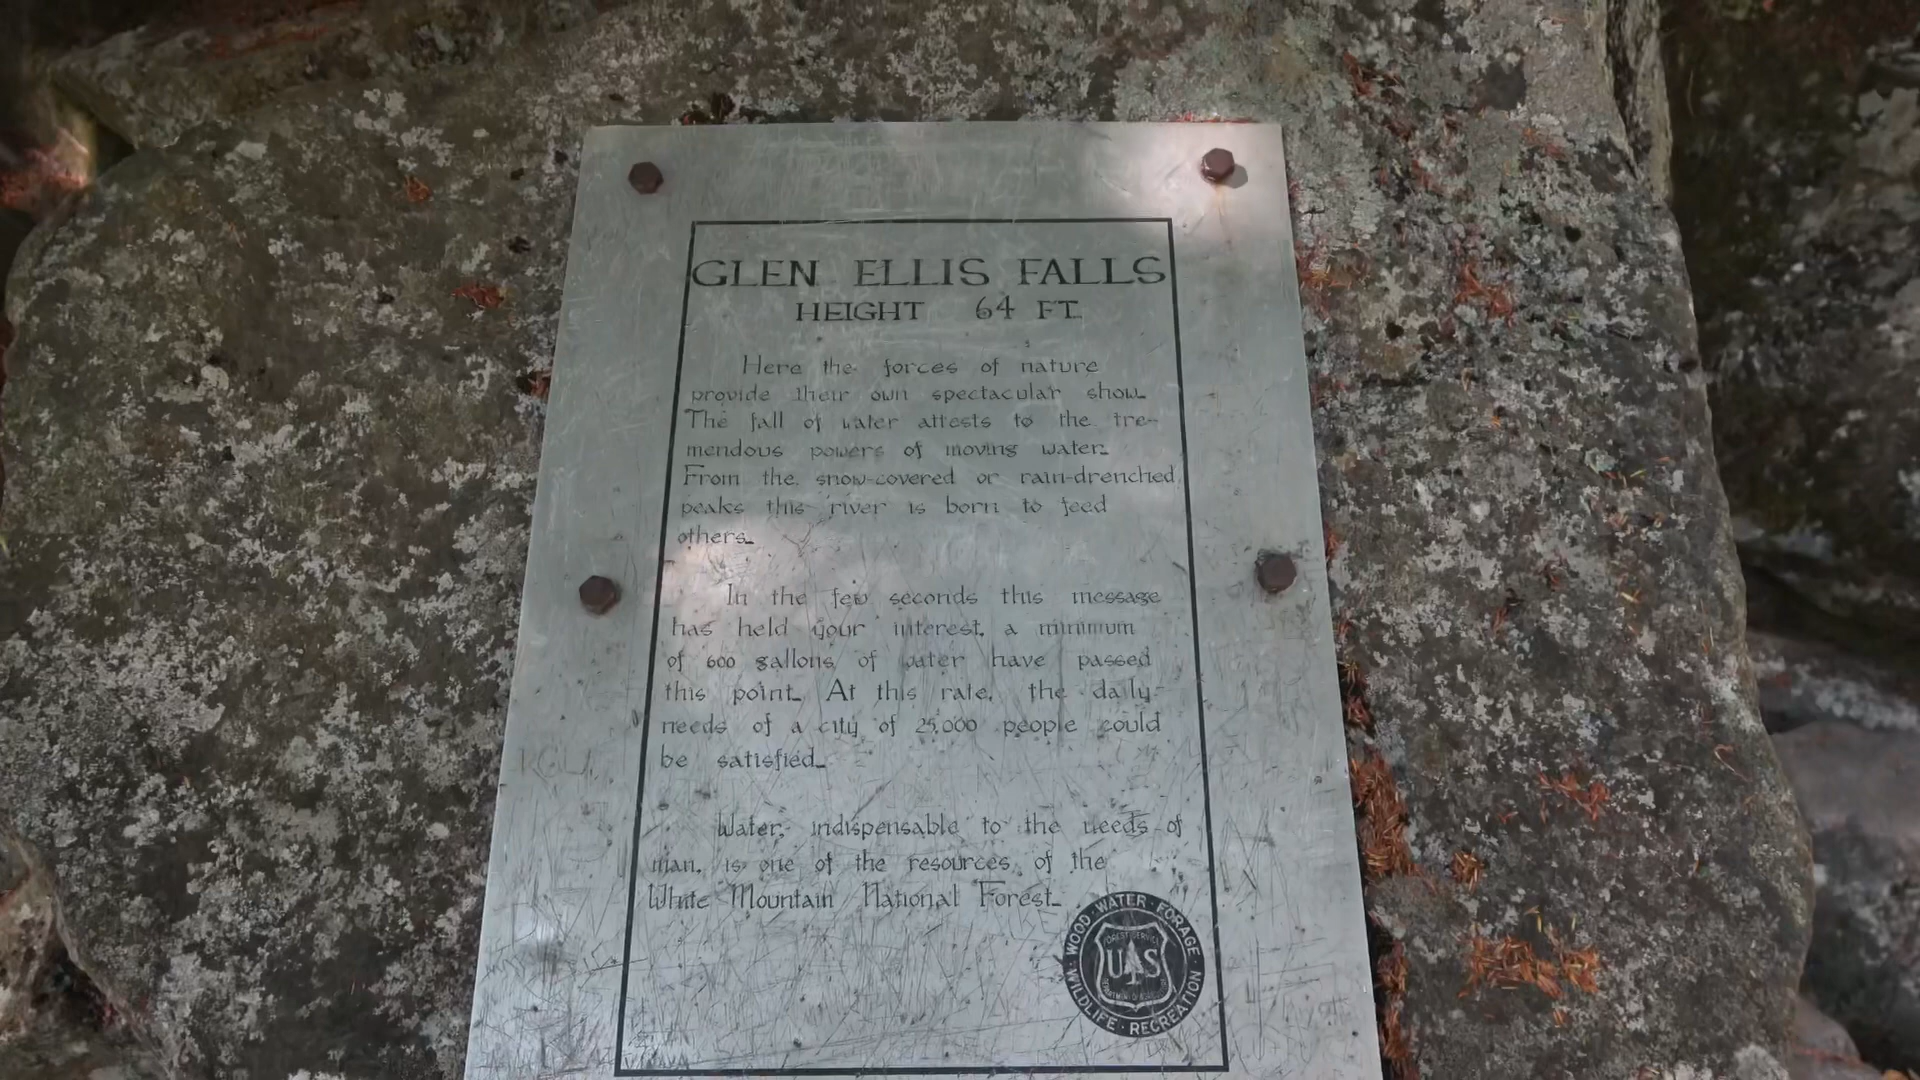 GLEN ELLIS FALLS
HEIGHT 64 FT.
Here the forces of nature
provide their own spectacular show.
The fall of water attests to the tre-
mendous powers of moving water.
From the snow-covered or rain-drenched
peaks this river is born to feed
others.
In the few seconds this message
has held your interest, a minimum
of 600 gallons of water have passed
this point. At this rate, the daily
needs of a city of 25,000 people could
be satisfied.
Water, indispensable to the needs of
man, is one of the resources of the
White Mountain National Forest.
WOOD · WATER · FORAGE
FOREST SERVICE
US
DEPARTMENT OF AGRICULTURE
WILDLIFE · RECREATION